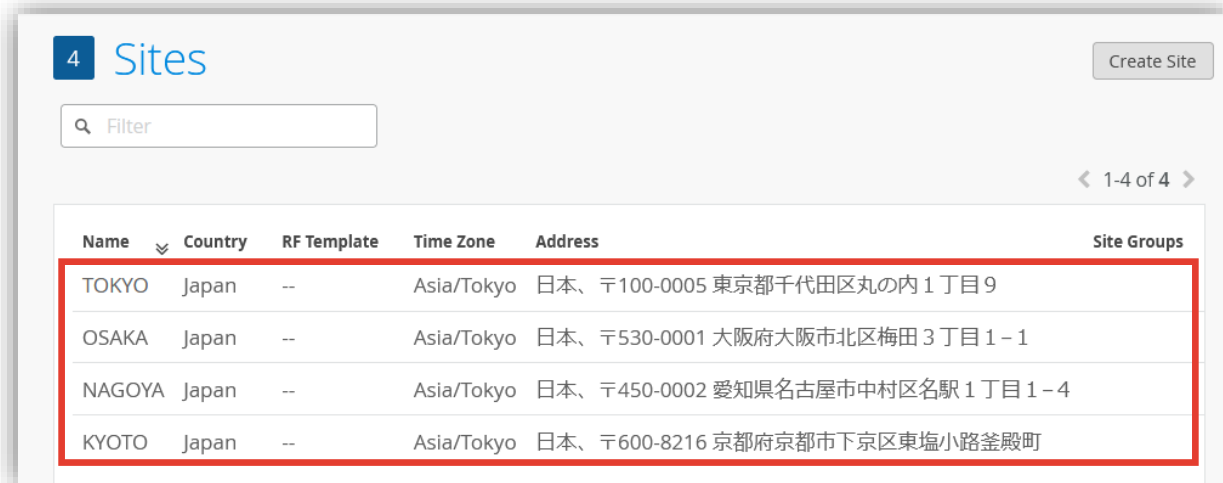 4 Sites
Create Site
Filter
1-4 of 4
Name Country RF Template Time Zone Address Site Groups
TOKYO Japan -- Asia/Tokyo 日本、〒100-0005 東京都千代田区丸の内１丁目９
OSAKA Japan -- Asia/Tokyo 日本、〒530-0001 大阪府大阪市北区梅田３丁目１−１
NAGOYA Japan -- Asia/Tokyo 日本、〒450-0002 愛知県名古屋市中村区名駅１丁目１−４
KYOTO Japan -- Asia/Tokyo 日本、〒600-8216 京都府京都市下京区東塩小路釜殿町